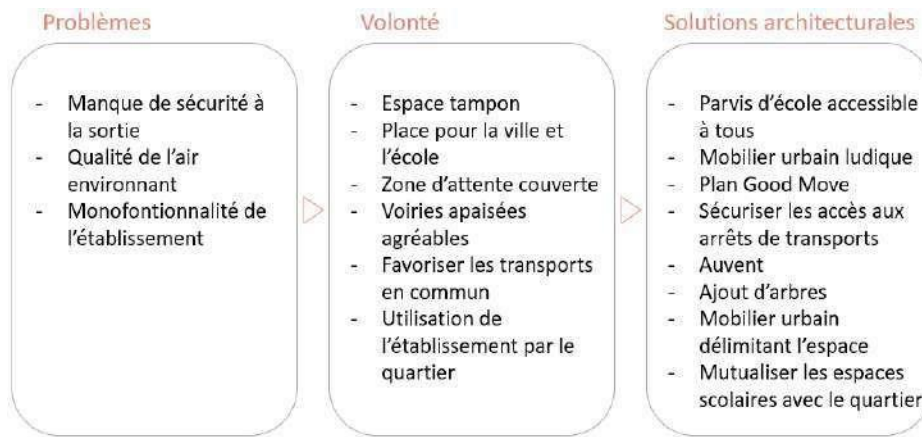 Problèmes
- Manque de sécurité à
la sortie
- Qualité de l'air
environnant
- Monofontionnalité de
l'établissement
Volonté
- Espace tampon
- Place pour la ville et
l'école
- Zone d'attente couverte
- Voiries apaisées
agréables
- Favoriser les transports
en commun
- Utilisation de
l'établissement par le
quartier
Solutions architecturales
- Parvis d'école accessible
à tous
- Mobilier urbain ludique
- Plan Good Move
- Sécuriser les accès aux
arrêts de transports
- Auvent
- Ajout d'arbres
- Mobilier urbain
délimitant l'espace
- Mutualiser les espaces
scolaires avec le quartier